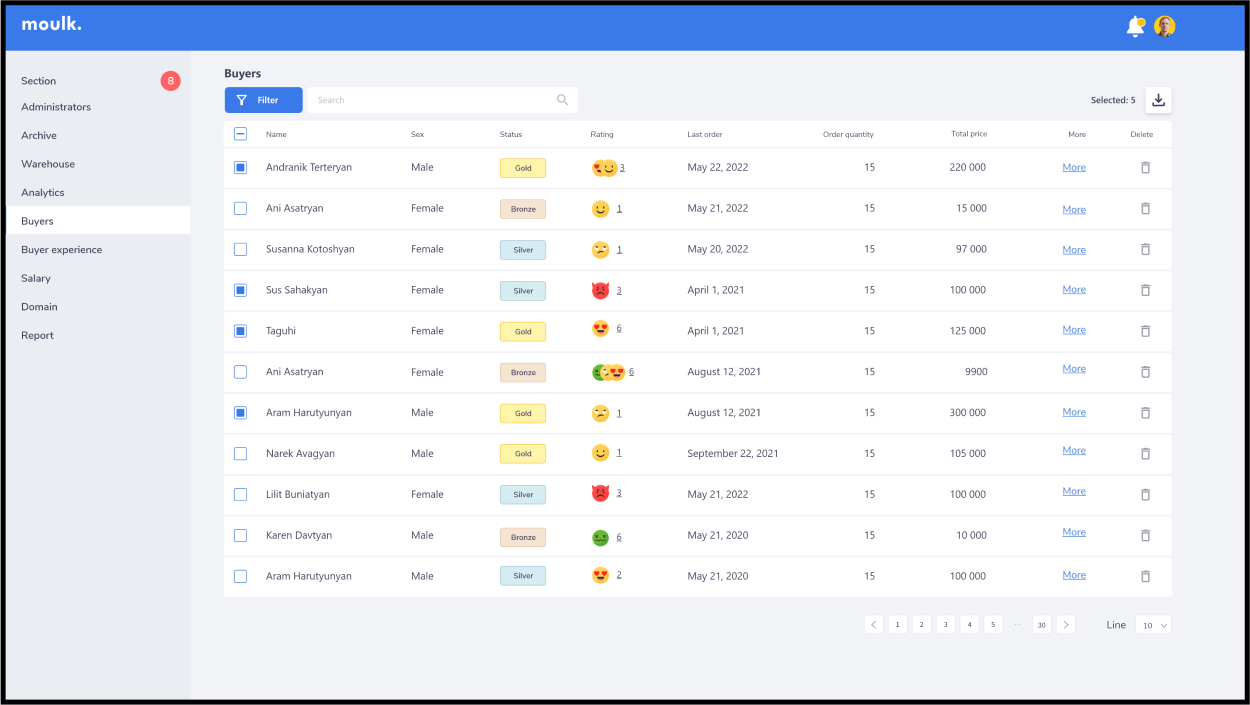 moulk.
Section 8
Administrators
Archive
Warehouse
Analytics
Buyers
Buyer experience
Salary
Domain
Report
Buyers
Filter Search Selected: 5
Name Sex Status Rating Last order Order quantity Total price More Delete
Andranik Terteryan Male Gold 3 May 22, 2022 15 220 000 More
Ani Asatryan Female Bronze 1 May 21, 2022 15 15 000 More
Susanna Kotoshyan Female Silver 1 May 20, 2022 15 97 000 More
Sus Sahakyan Female Silver 3 April 1, 2021 15 100 000 More
Taguhi Female Gold 6 April 1, 2021 15 125 000 More
Ani Asatryan Female Bronze 6 August 12, 2021 15 9900 More
Aram Harutyunyan Male Gold 1 August 12, 2021 15 300 000 More
Narek Avagyan Male Gold 1 September 22, 2021 15 105 000 More
Lilit Buniatyan Female Silver 3 May 21, 2022 15 100 000 More
Karen Davtyan Male Bronze 6 May 21, 2020 15 10 000 More
Aram Harutyunyan Male Silver 2 May 21, 2020 15 100 000 More
< 1 2 3 4 5 ... 30 > Line 10